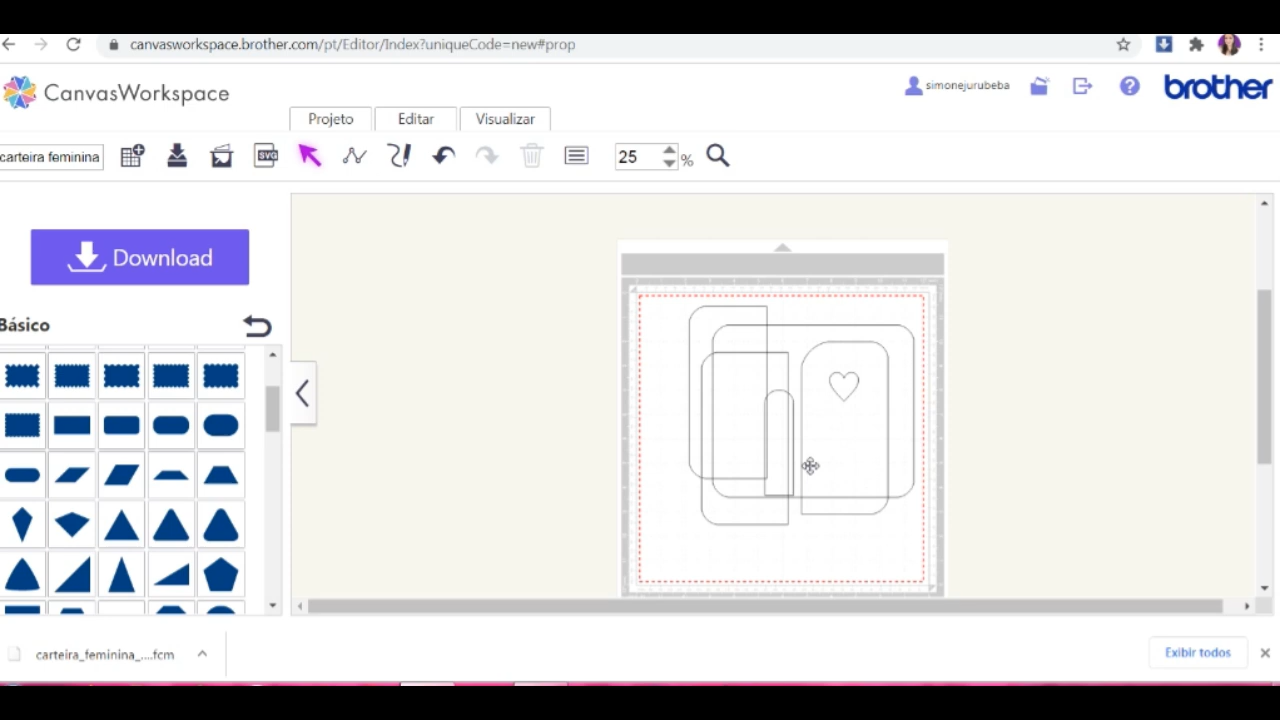 canvasworkspace.brother.com/pt/Editor/Index?uniqueCode=new#prop
CanvasWorkspace
simonejurubeba
brother
Projeto
Editar
Visualizar
carteira feminina
SVG
25
%
Download
Básico
carteira_feminina_....fcm
Exibir todos